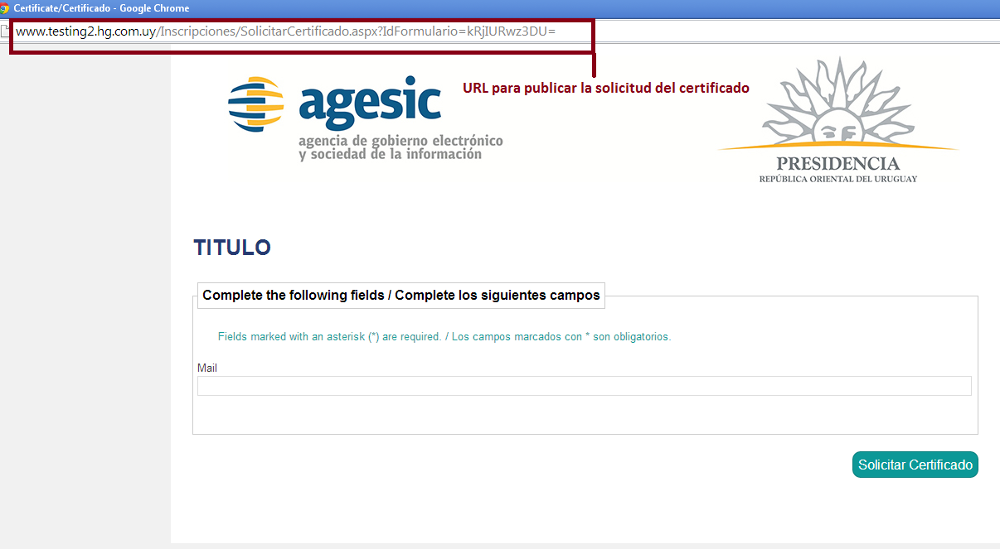 Certificate/Certificado - Google Chrome
www.testing2.hg.com.uy/Inscripciones/SolicitarCertificado.aspx?IdFormulario=kRjIURwz3DU=
URL para publicar la solicitud del certificado
agesic
agencia de gobierno electrónico
y sociedad de la información
PRESIDENCIA
REPÚBLICA ORIENTAL DEL URUGUAY
TITULO
Complete the following fields / Complete los siguientes campos
Fields marked with an asterisk (*) are required. / Los campos marcados con * son obligatorios.
Mail
Solicitar Certificado